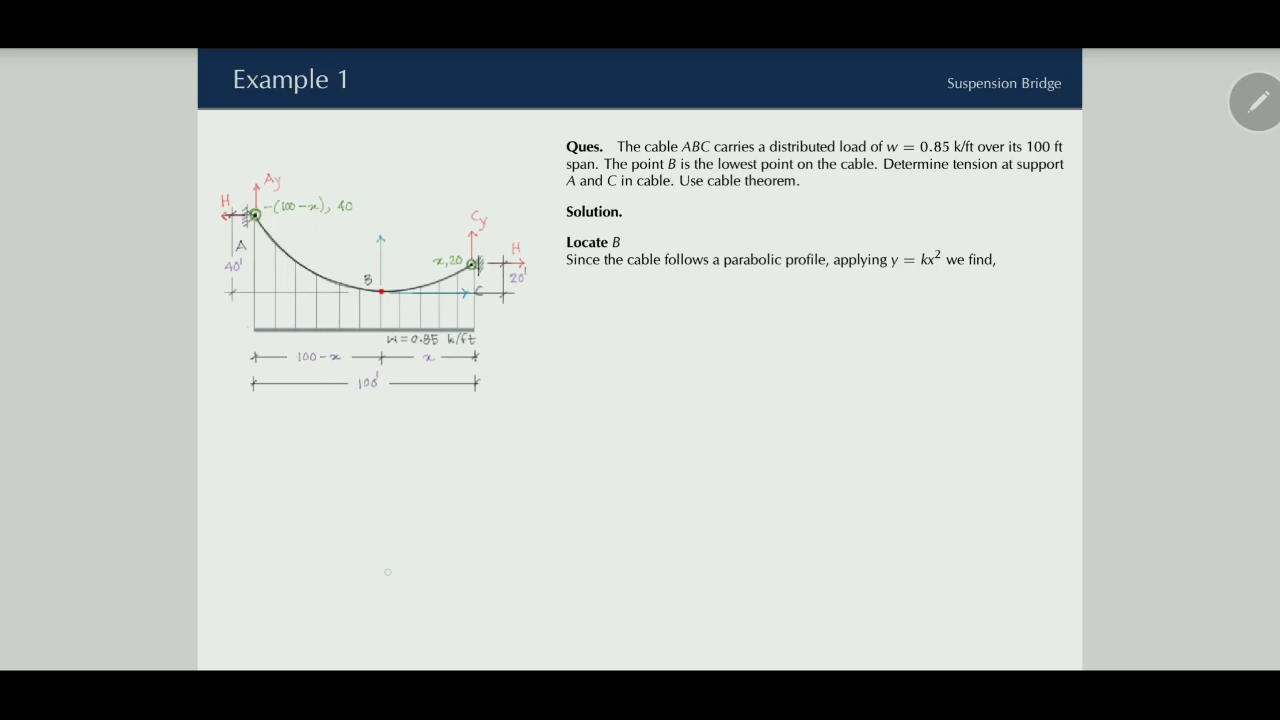 Example 1
Suspension Bridge
Ques. The cable ABC carries a distributed load of w = 0.85 k/ft over its 100 ft
span. The point B is the lowest point on the cable. Determine tension at support
A and C in cable. Use cable theorem.
Solution.
Locate B
Since the cable follows a parabolic profile, applying y = kx² we find,
Ay
H
-(100-x), 40
A
40'
Cy
H
x,20
20'
B
C
w=0.85 k/ft
100-x
x
100'